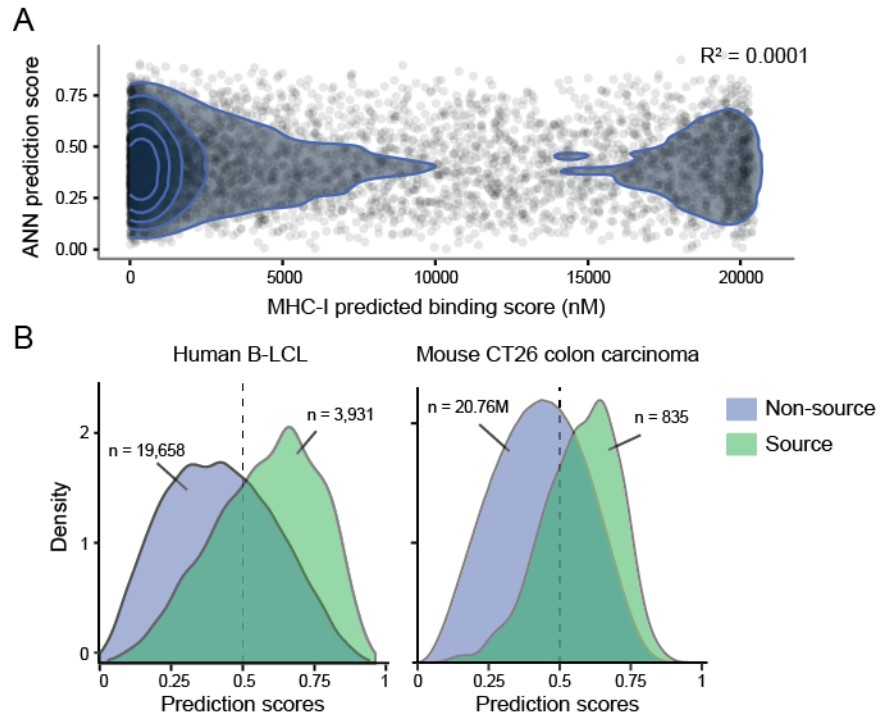 A
R² = 0.0001
ANN prediction score
0.75
0.50
0.25
0.00
0 5000 10000 15000 20000
MHC-I predicted binding score (nM)
B
Human B-LCL
Mouse CT26 colon carcinoma
n = 19,658
n = 3,931
n = 20.76M
n = 835
Non-source
Source
Density
2
1
0
0 0.25 0.5 0.75 1
0 0.25 0.5 0.75 1
Prediction scores
Prediction scores